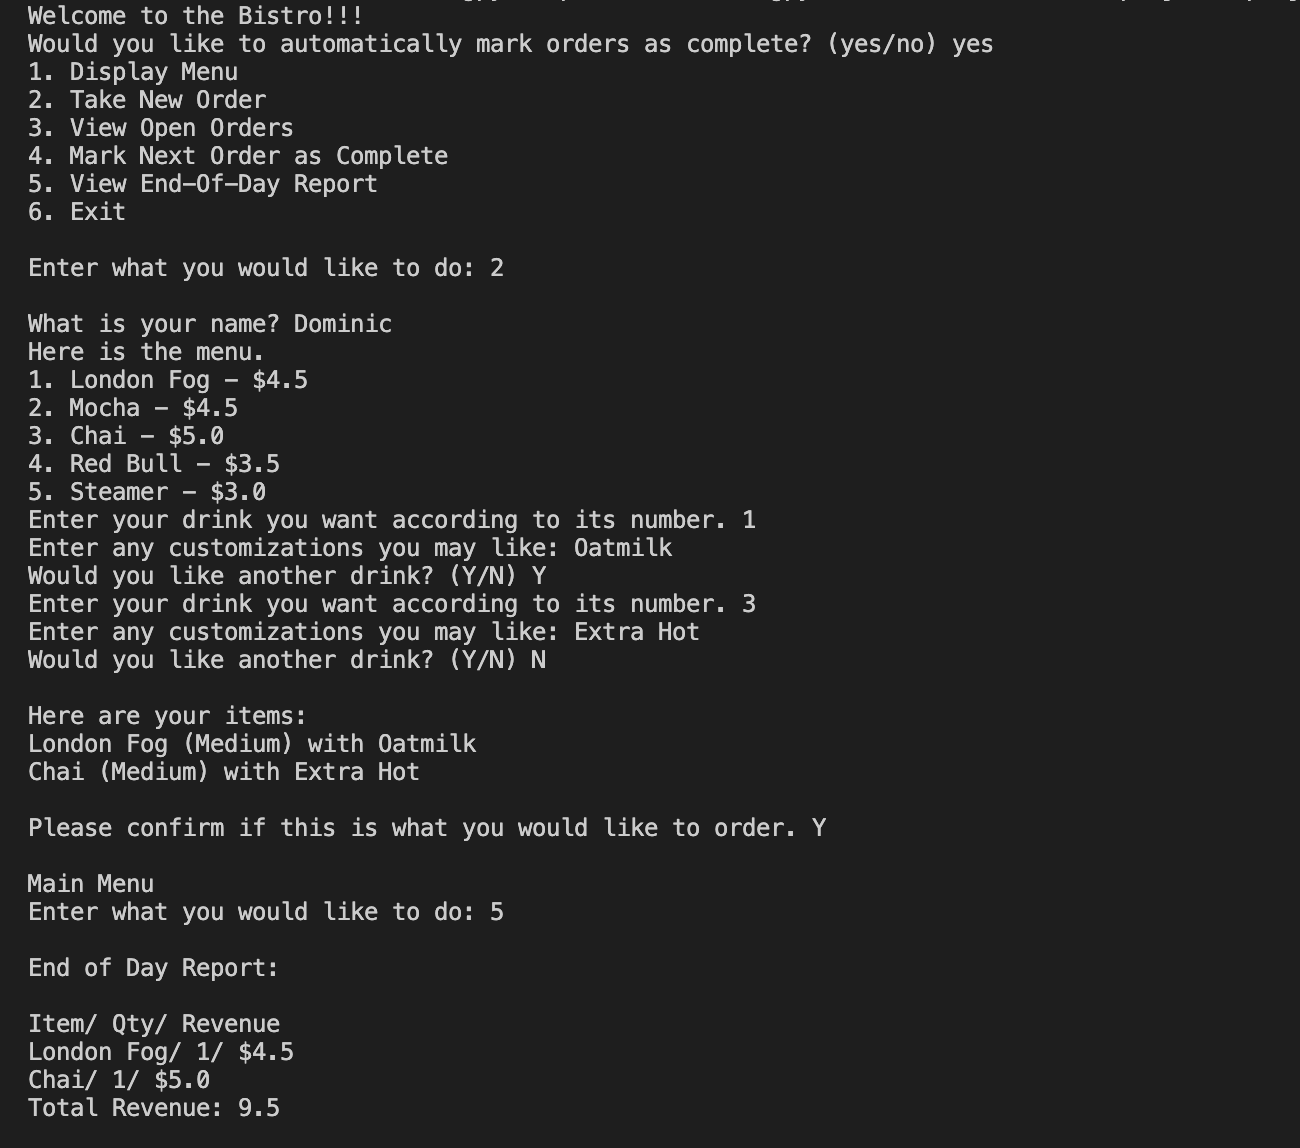 Welcome to the Bistro!!!
Would you like to automatically mark orders as complete? (yes/no) yes
1. Display Menu
2. Take New Order
3. View Open Orders
4. Mark Next Order as Complete
5. View End-Of-Day Report
6. Exit

Enter what you would like to do: 2

What is your name? Dominic
Here is the menu.
1. London Fog - $4.5
2. Mocha - $4.5
3. Chai - $5.0
4. Red Bull - $3.5
5. Steamer - $3.0
Enter your drink you want according to its number. 1
Enter any customizations you may like: Oatmilk
Would you like another drink? (Y/N) Y
Enter your drink you want according to its number. 3
Enter any customizations you may like: Extra Hot
Would you like another drink? (Y/N) N

Here are your items:
London Fog (Medium) with Oatmilk
Chai (Medium) with Extra Hot

Please confirm if this is what you would like to order. Y

Main Menu
Enter what you would like to do: 5

End of Day Report:

Item/ Qty/ Revenue
London Fog/ 1/ $4.5
Chai/ 1/ $5.0
Total Revenue: 9.5